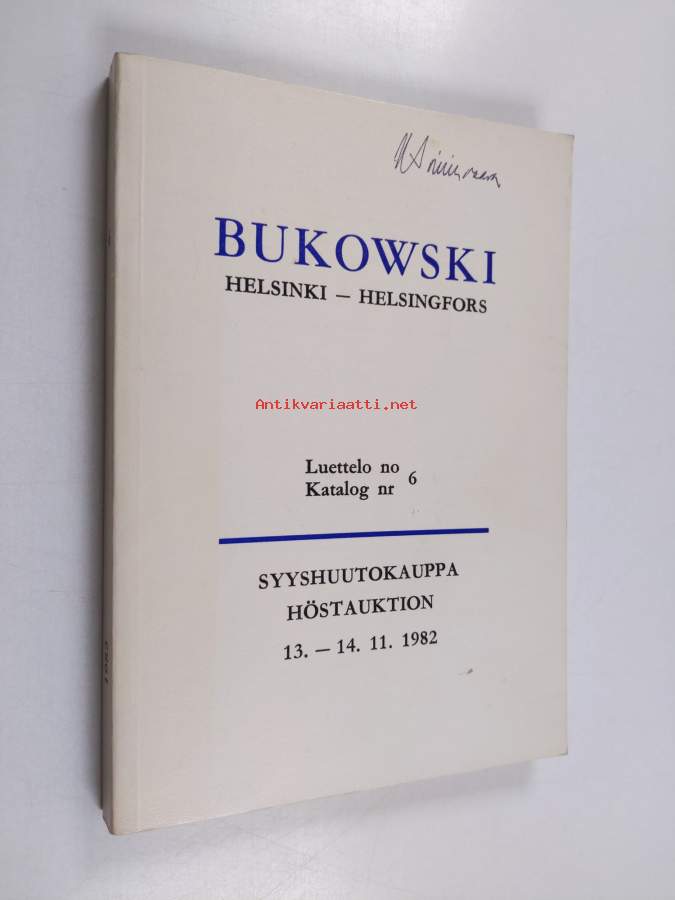 BUKOWSKI
HELSINKI – HELSINGFORS
Antikvariaatti.net
Luettelo no
Katalog nr 6
SYYSHUUTOKAUPPA
HÖSTAUKTION
13. – 14. 11. 1982